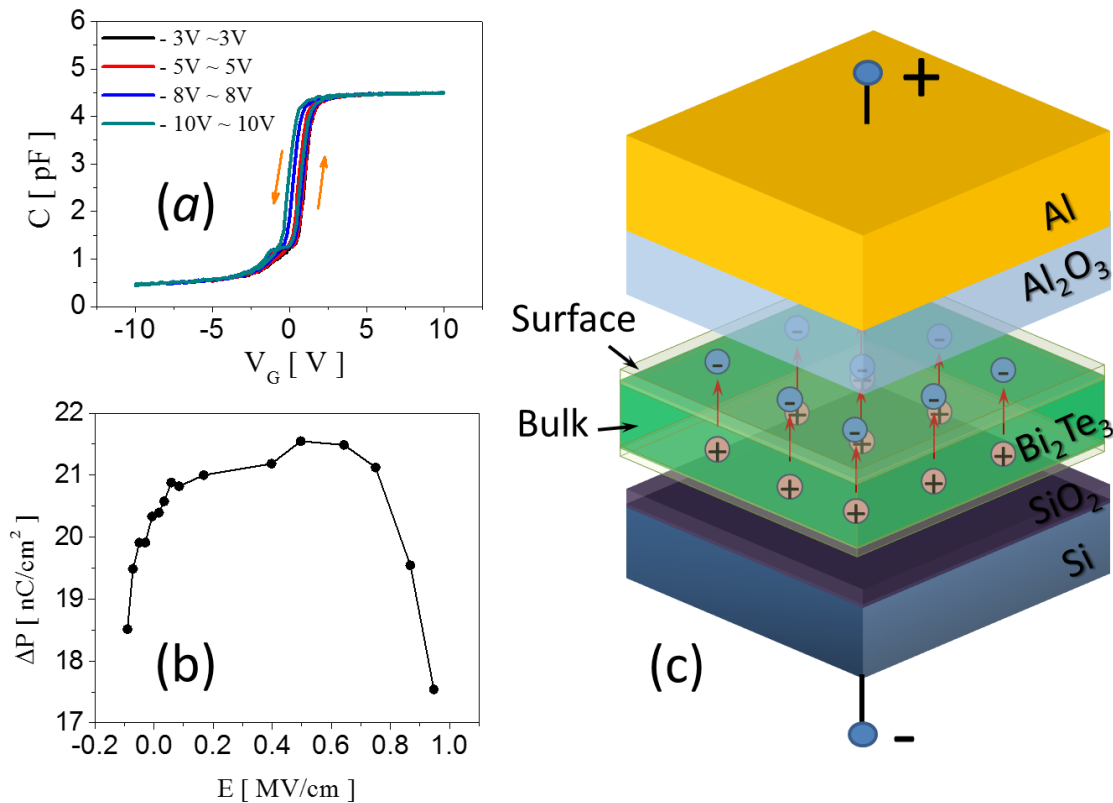 6
5
4
3
2
1
0
C [ pF]
- 3V ~3V
- 5V ~ 5V
- 8V ~ 8V
- 10V ~ 10V
(a)
-10 -5 0 5 10
V_G [ V]
22
21
20
19
18
17
ΔP [ nC/cm²]
(b)
-0.2 0.0 0.2 0.4 0.6 0.8 1.0
E [ MV/cm]
+
Al
Al₂O₃
Surface
Bulk
- - - - - - - -
+ + + + + + + +
Bi₂Te₃
SiO₂
Si
(c)
-